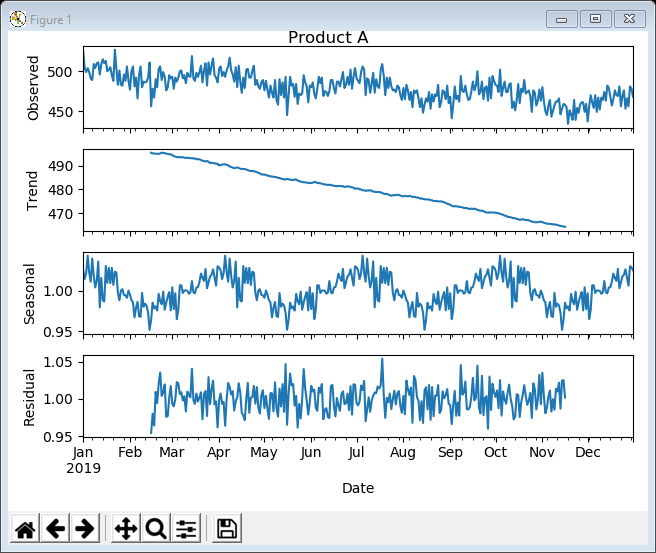 Figure 1
Product A
Observed
500
450
Trend
490
480
470
Seasonal
1.00
0.95
Residual
1.05
1.00
0.95
Jan Feb Mar Apr May Jun Jul Aug Sep Oct Nov Dec
2019
Date